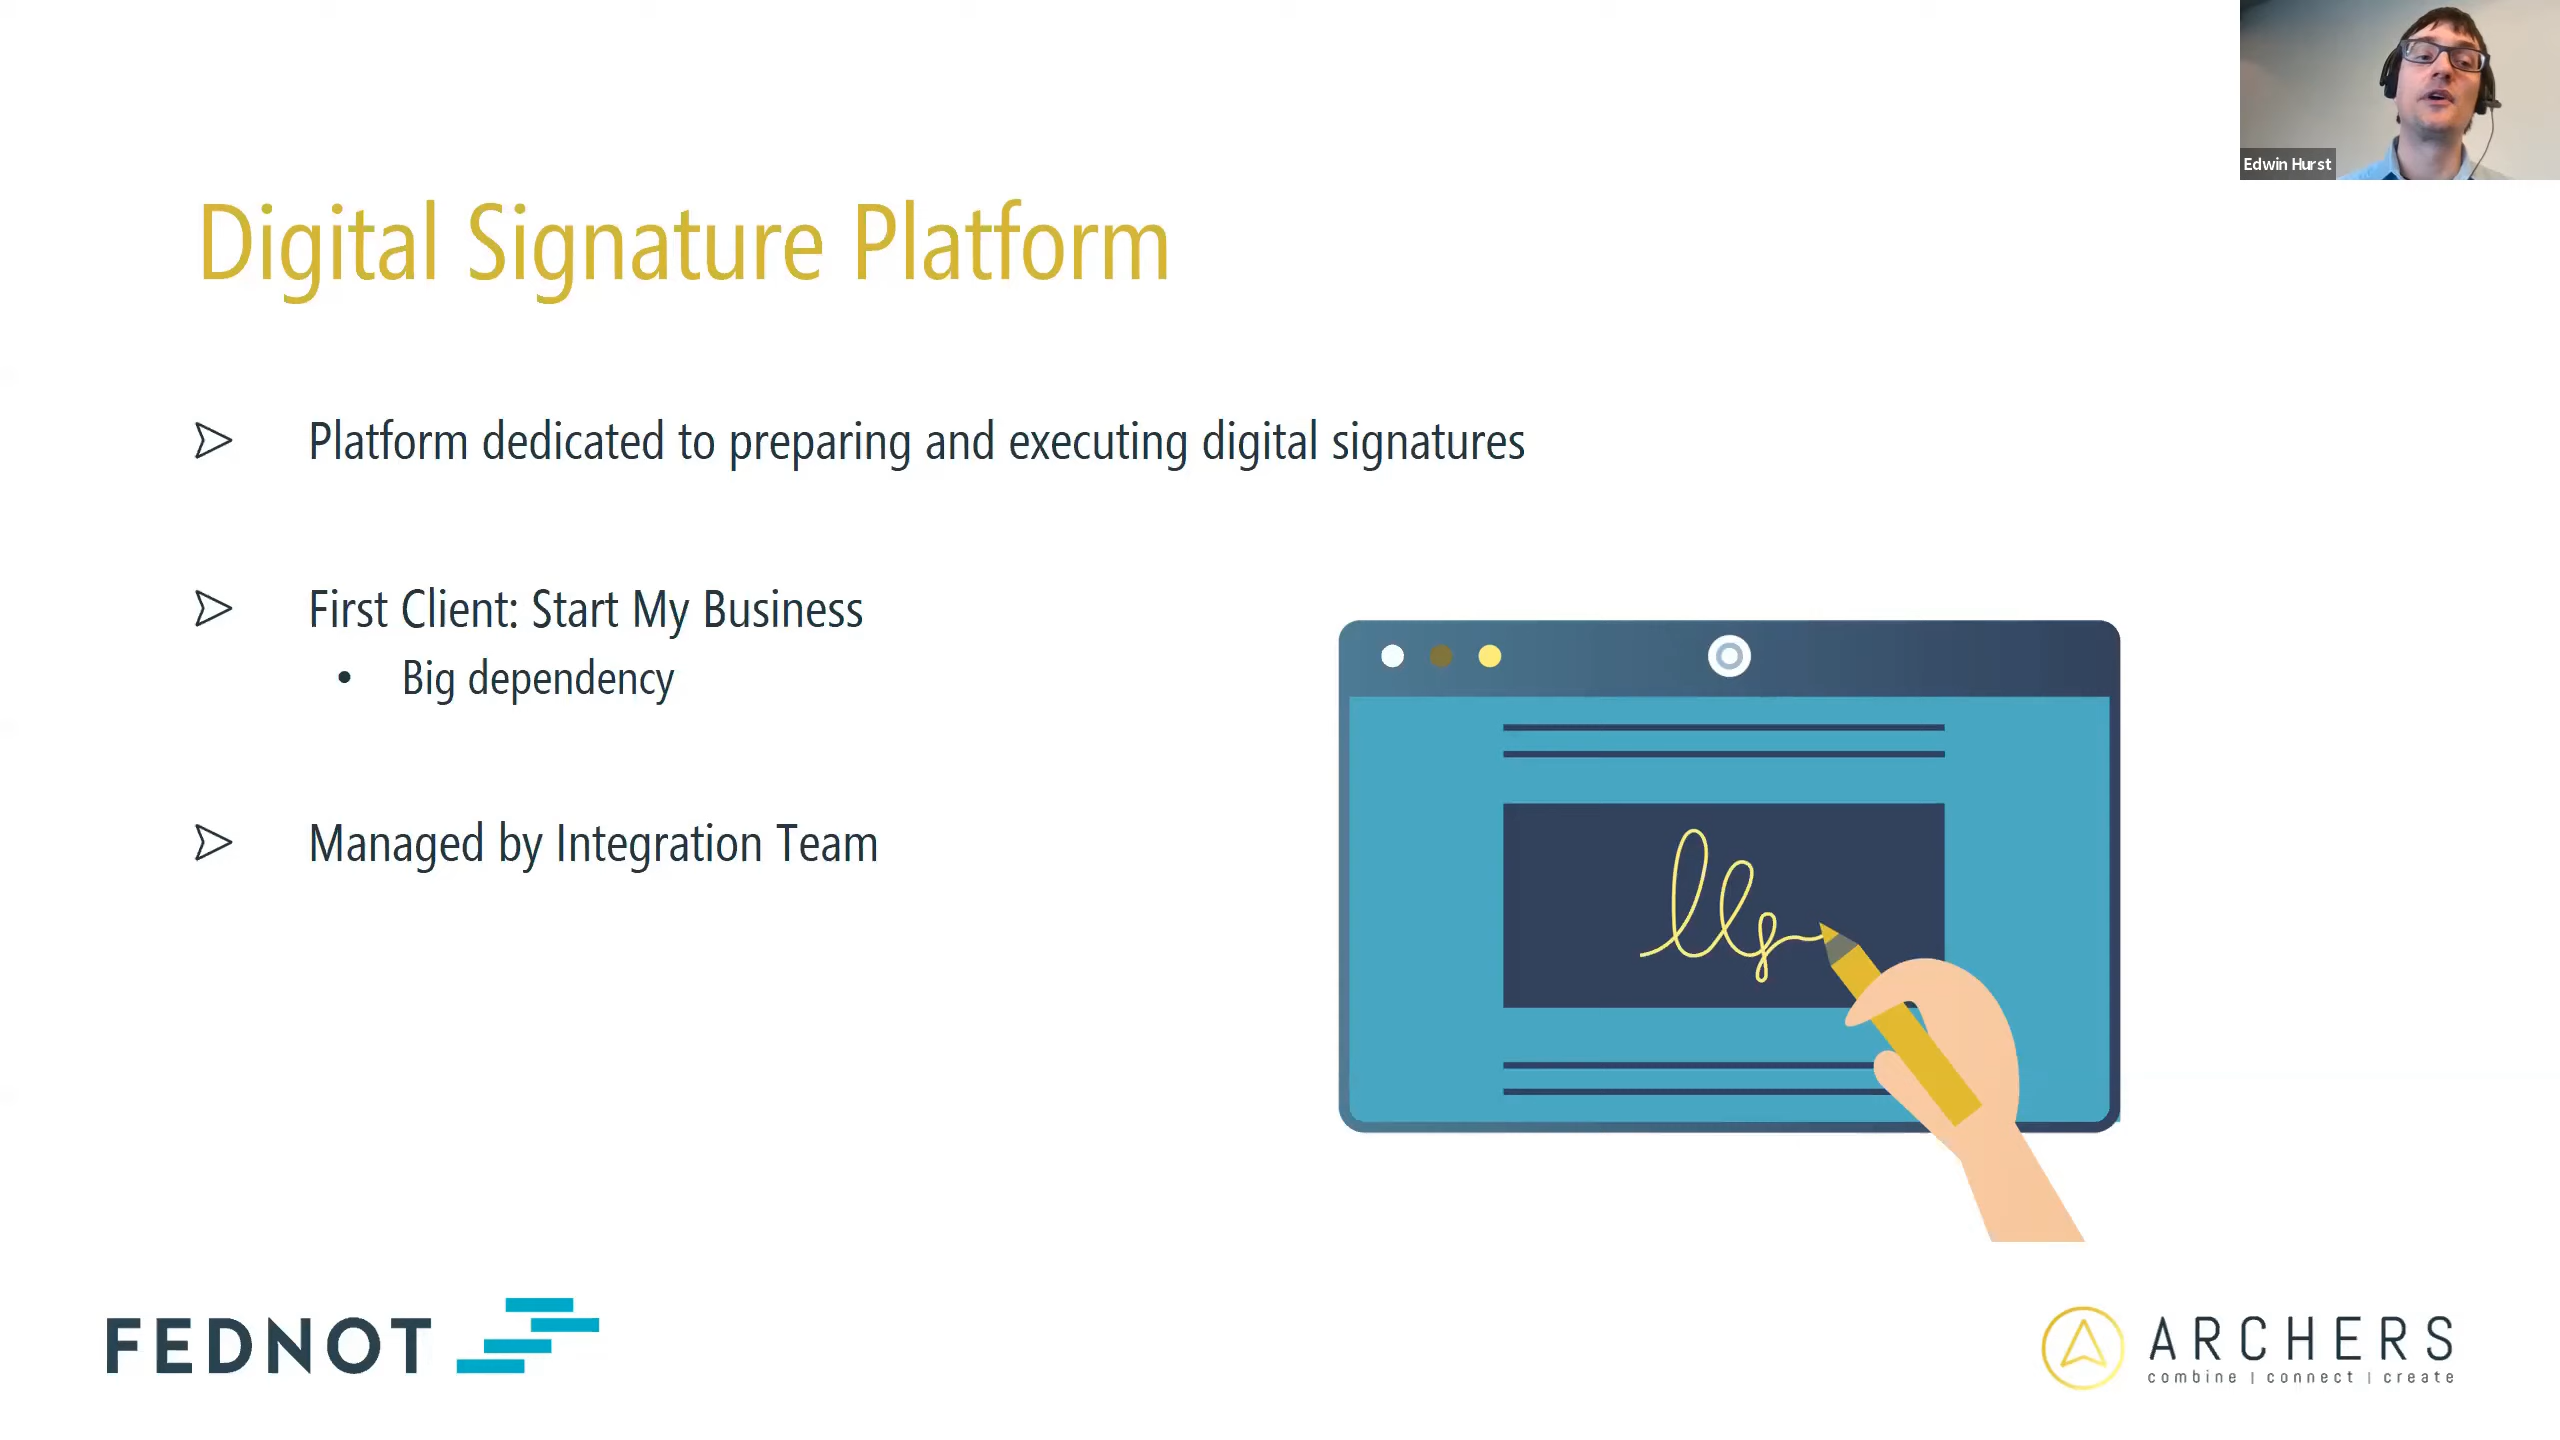 Edwin Hurst
Digital Signature Platform
Platform dedicated to preparing and executing digital signatures
First Client: Start My Business
• Big dependency
Managed by Integration Team
FEDNOT
ARCHERS
combine | connect | create